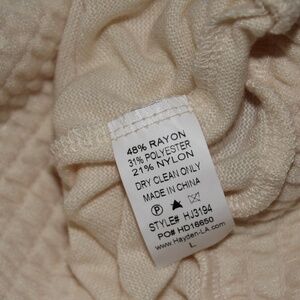 48% RAYON
31% POLYESTER
21% NYLON
DRY CLEAN ONLY
MADE IN CHINA
P
STYLE# HJ3194
PO# HD16650
www.Hayden-LA.com
L